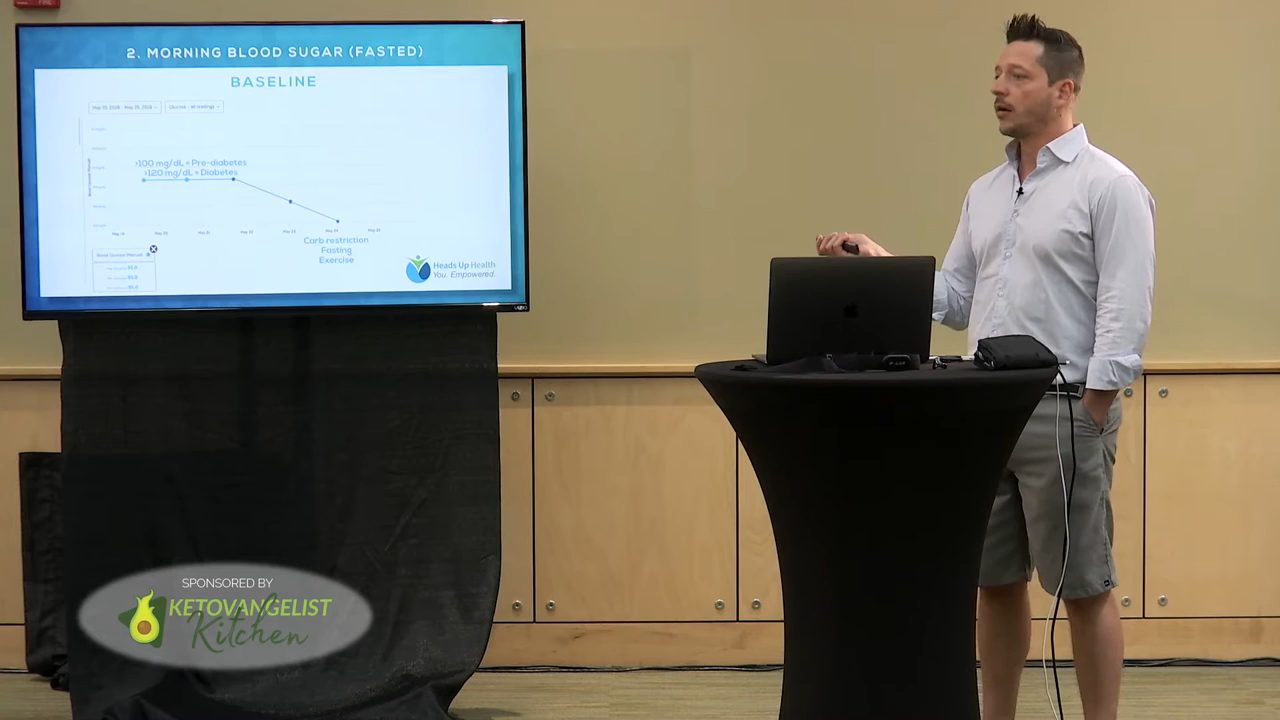 2. MORNING BLOOD SUGAR (FASTED)
BASELINE
>100 mg/dL = Pre-diabetes
>120 mg/dL = Diabetes
Carb restriction
Fasting
Exercise
Heads Up Health
You. Empowered.
VIZIO
SPONSORED BY
KETOVANGELIST
Kitchen